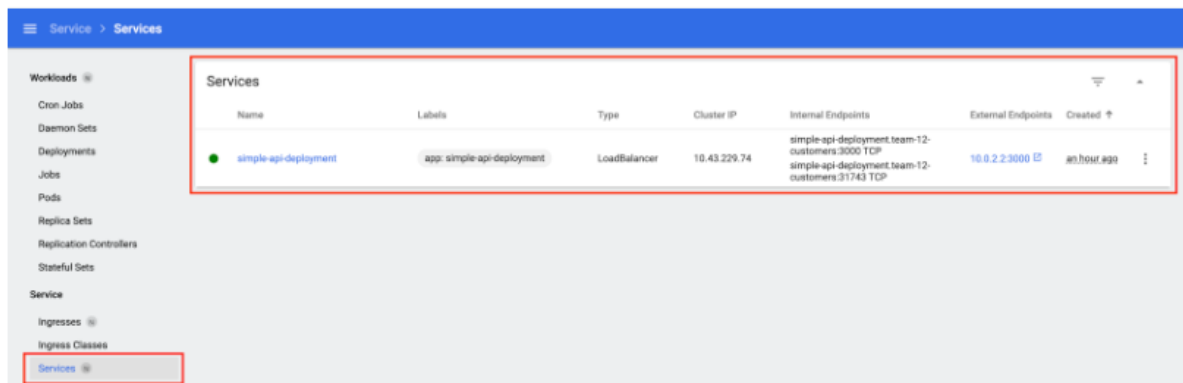 Service > Services
Workloads N
Cron Jobs
Daemon Sets
Deployments
Jobs
Pods
Replica Sets
Replication Controllers
Stateful Sets
Service
Ingresses N
Ingress Classes
Services N
Services
Name Labels Type Cluster IP Internal Endpoints External Endpoints Created
simple-api-deployment app: simple-api-deployment LoadBalancer 10.43.229.74
simple-api-deployment.team-12-
customers:3000 TCP
simple-api-deployment.team-12-
customers:31743 TCP
10.0.2.2:3000 an hour ago